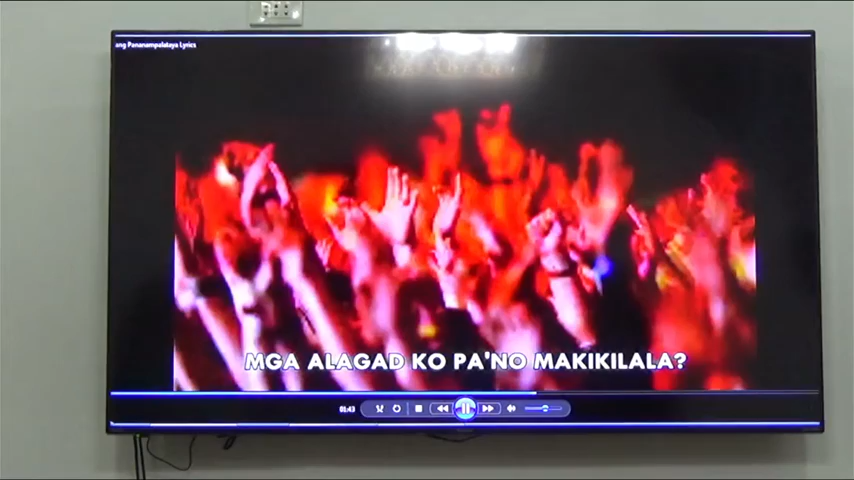 ang Pananampalataya Lyrics
MGA ALAGAD KO PA'NO MAKIKILALA?
01:43